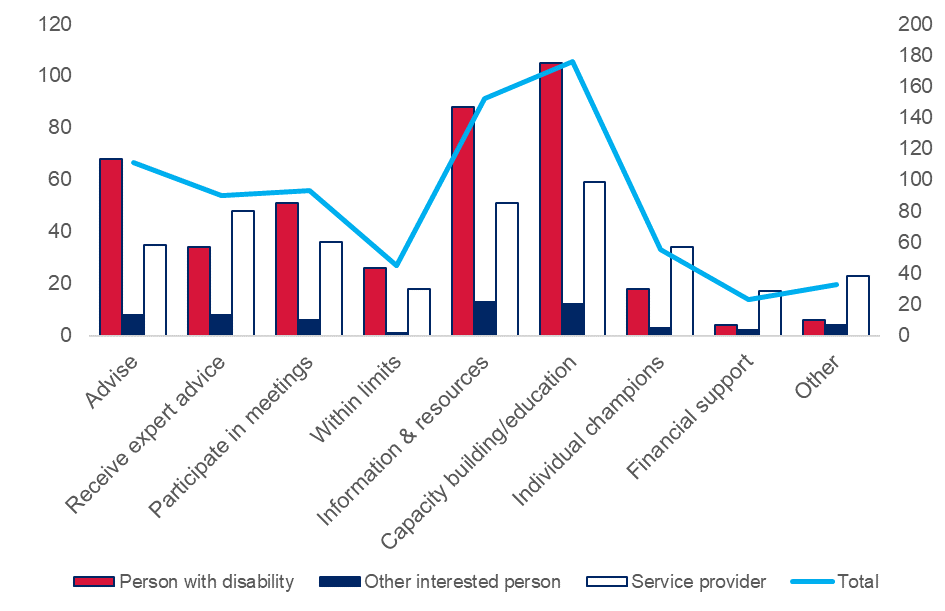 120
100
80
60
40
20
0
200
180
160
140
120
100
80
60
40
20
0
Advise
Receive expert advice
Participate in meetings
Within limits
Information & resources
Capacity building/education
Individual champions
Financial support
Other
Person with disability
Other interested person
Service provider
Total